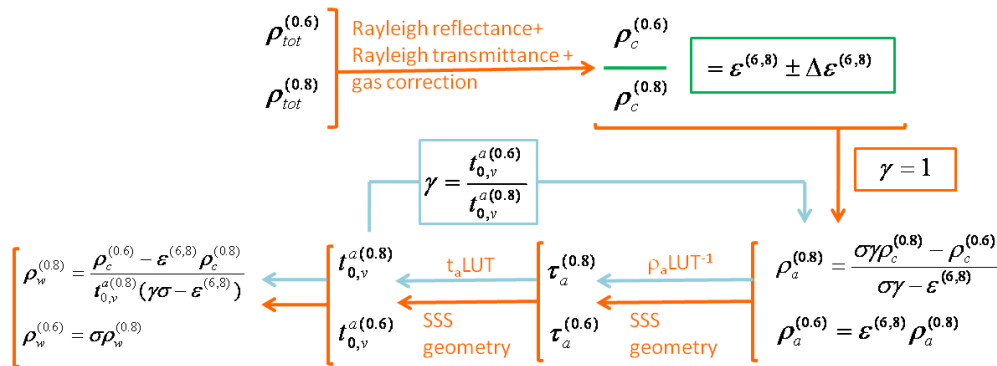 ρ_tot^(0.6)
ρ_tot^(0.8)
Rayleigh reflectance+
Rayleigh transmittance +
gas correction
ρ_c^(0.6)
ρ_c^(0.8)
= ε^(6,8) ± Δε^(6,8)
γ = 1
γ = t_0,v^a(0.6) / t_0,v^a(0.8)
ρ_w^(0.8) = (ρ_c^(0.6) − ε^(6,8) ρ_c^(0.8)) / (t_0,v^a(0.8) (γσ − ε^(6,8)))
ρ_w^(0.6) = σρ_w^(0.8)
t_0,v^a(0.8)
t_0,v^a(0.6)
t_aLUT
SSS
geometry
τ_a^(0.8)
τ_a^(0.6)
ρ_aLUT^-1
SSS
geometry
ρ_a^(0.8) = (σγρ_c^(0.8) − ρ_c^(0.6)) / (σγ − ε^(6,8))
ρ_a^(0.6) = ε^(6,8) ρ_a^(0.8)